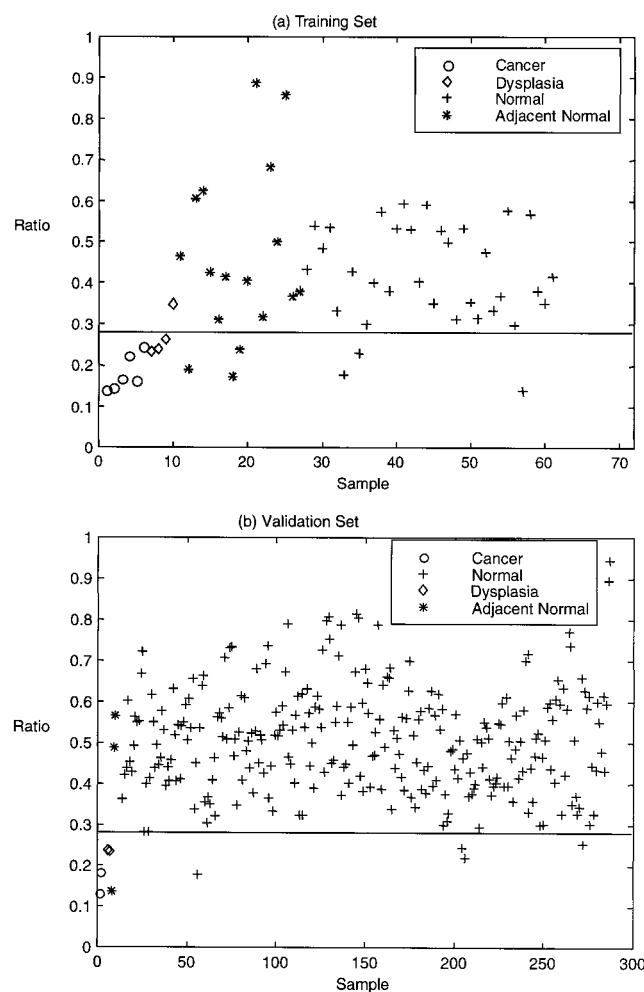 (a) Training Set
1
0.9
0.8
0.7
0.6
Ratio
0.5
0.4
0.3
0.2
0.1
0
0 10 20 30 40 50 60 70
Sample
Cancer
Dysplasia
Normal
Adjacent Normal
(b) Validation Set
1
0.9
0.8
0.7
0.6
Ratio
0.5
0.4
0.3
0.2
0.1
0
0 50 100 150 200 250 300
Sample
Cancer
Normal
Dysplasia
Adjacent Normal